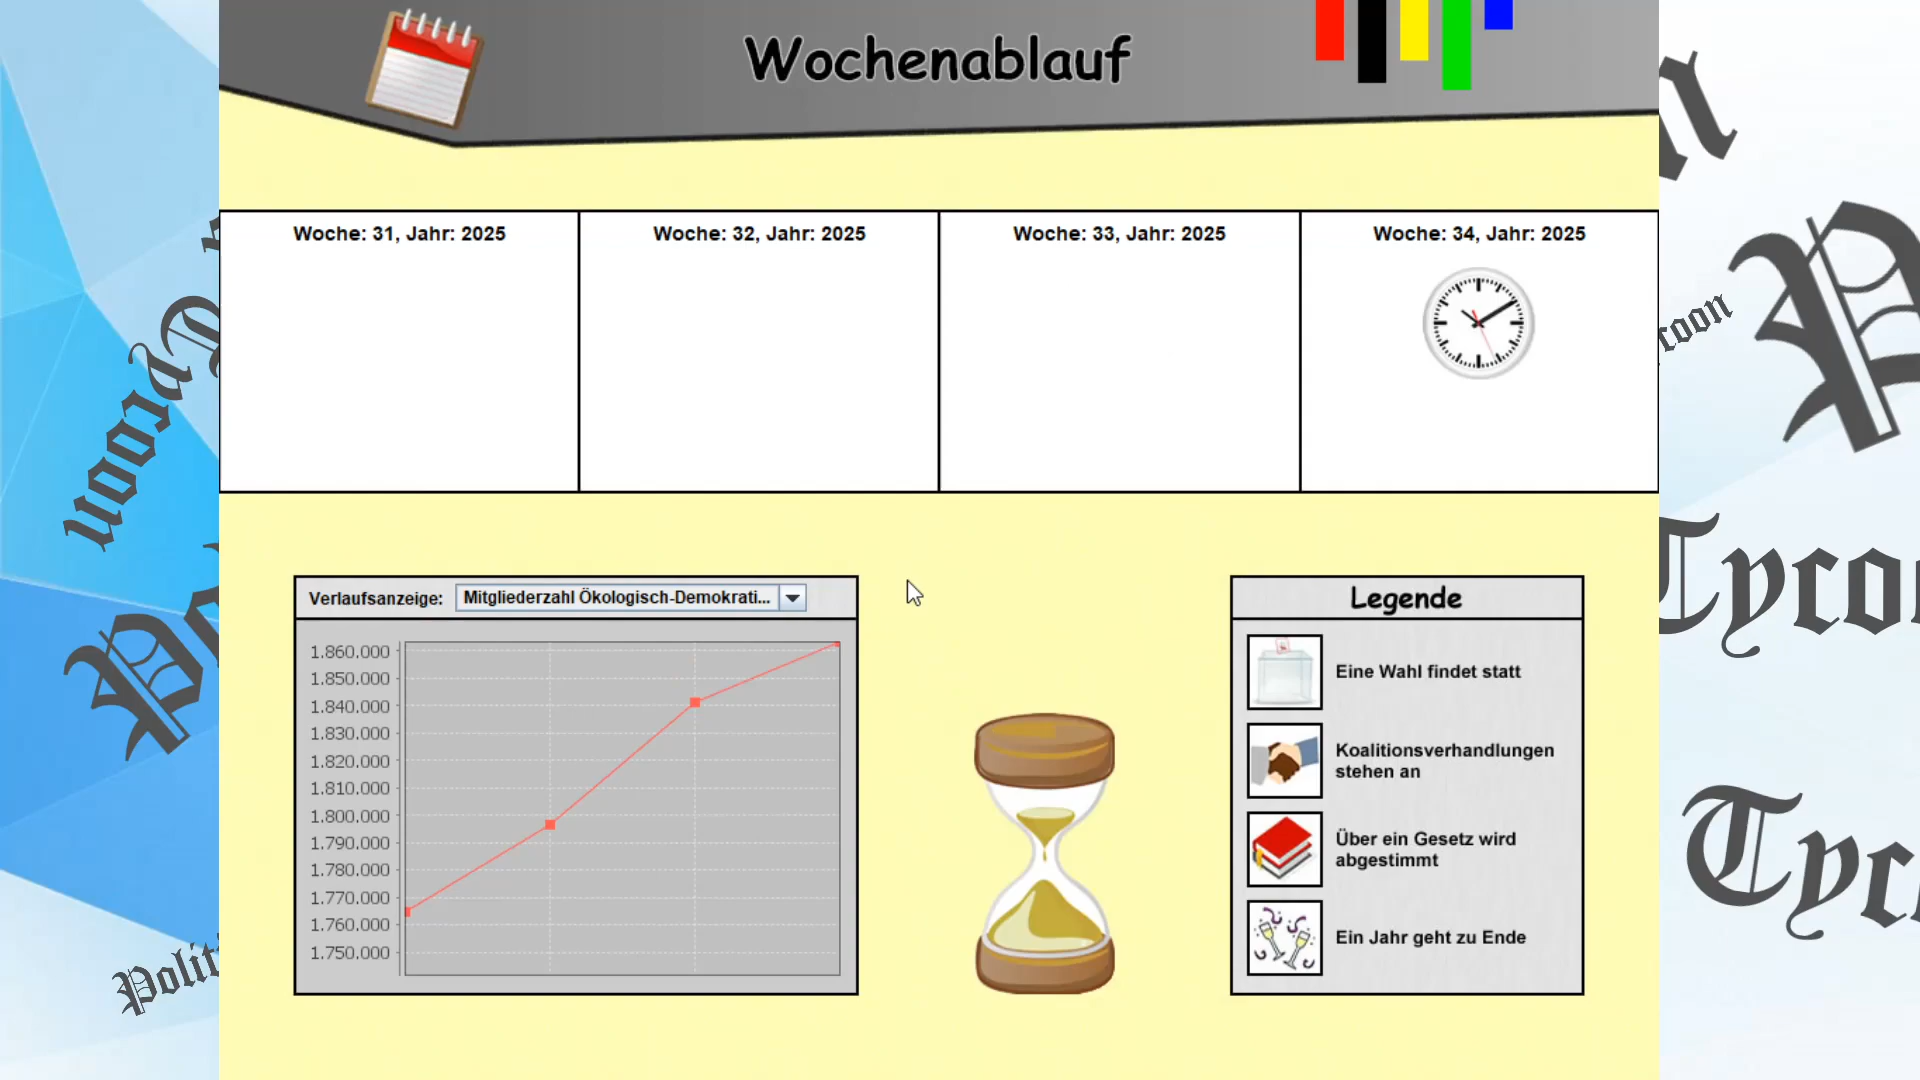 Wochenablauf
Woche: 31, Jahr: 2025
Woche: 32, Jahr: 2025
Woche: 33, Jahr: 2025
Woche: 34, Jahr: 2025
Verlaufsanzeige:
Mitgliederzahl Ökologisch-Demokrati...
1.860.000
1.850.000
1.840.000
1.830.000
1.820.000
1.810.000
1.800.000
1.790.000
1.780.000
1.770.000
1.760.000
1.750.000
Legende
Eine Wahl findet statt
Koalitionsverhandlungen
stehen an
Über ein Gesetz wird
abgestimmt
Ein Jahr geht zu Ende
Tycoon
Polit
Tyc